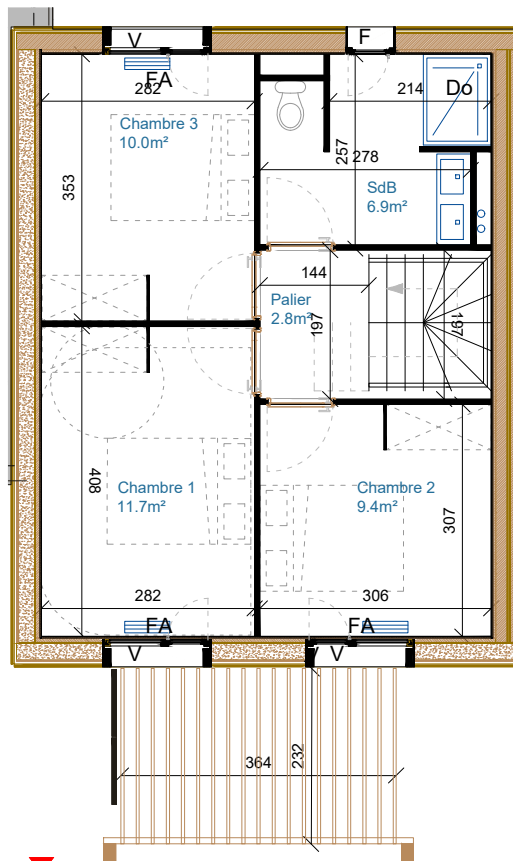 V
F
FA
282
214
Do
Chambre 3
10.0m²
257
278
353
SdB
6.9m²
144
Palier
2.8m²
197
197
408
Chambre 1
11.7m²
Chambre 2
9.4m²
307
282
306
FA
FA
V
V
364
232